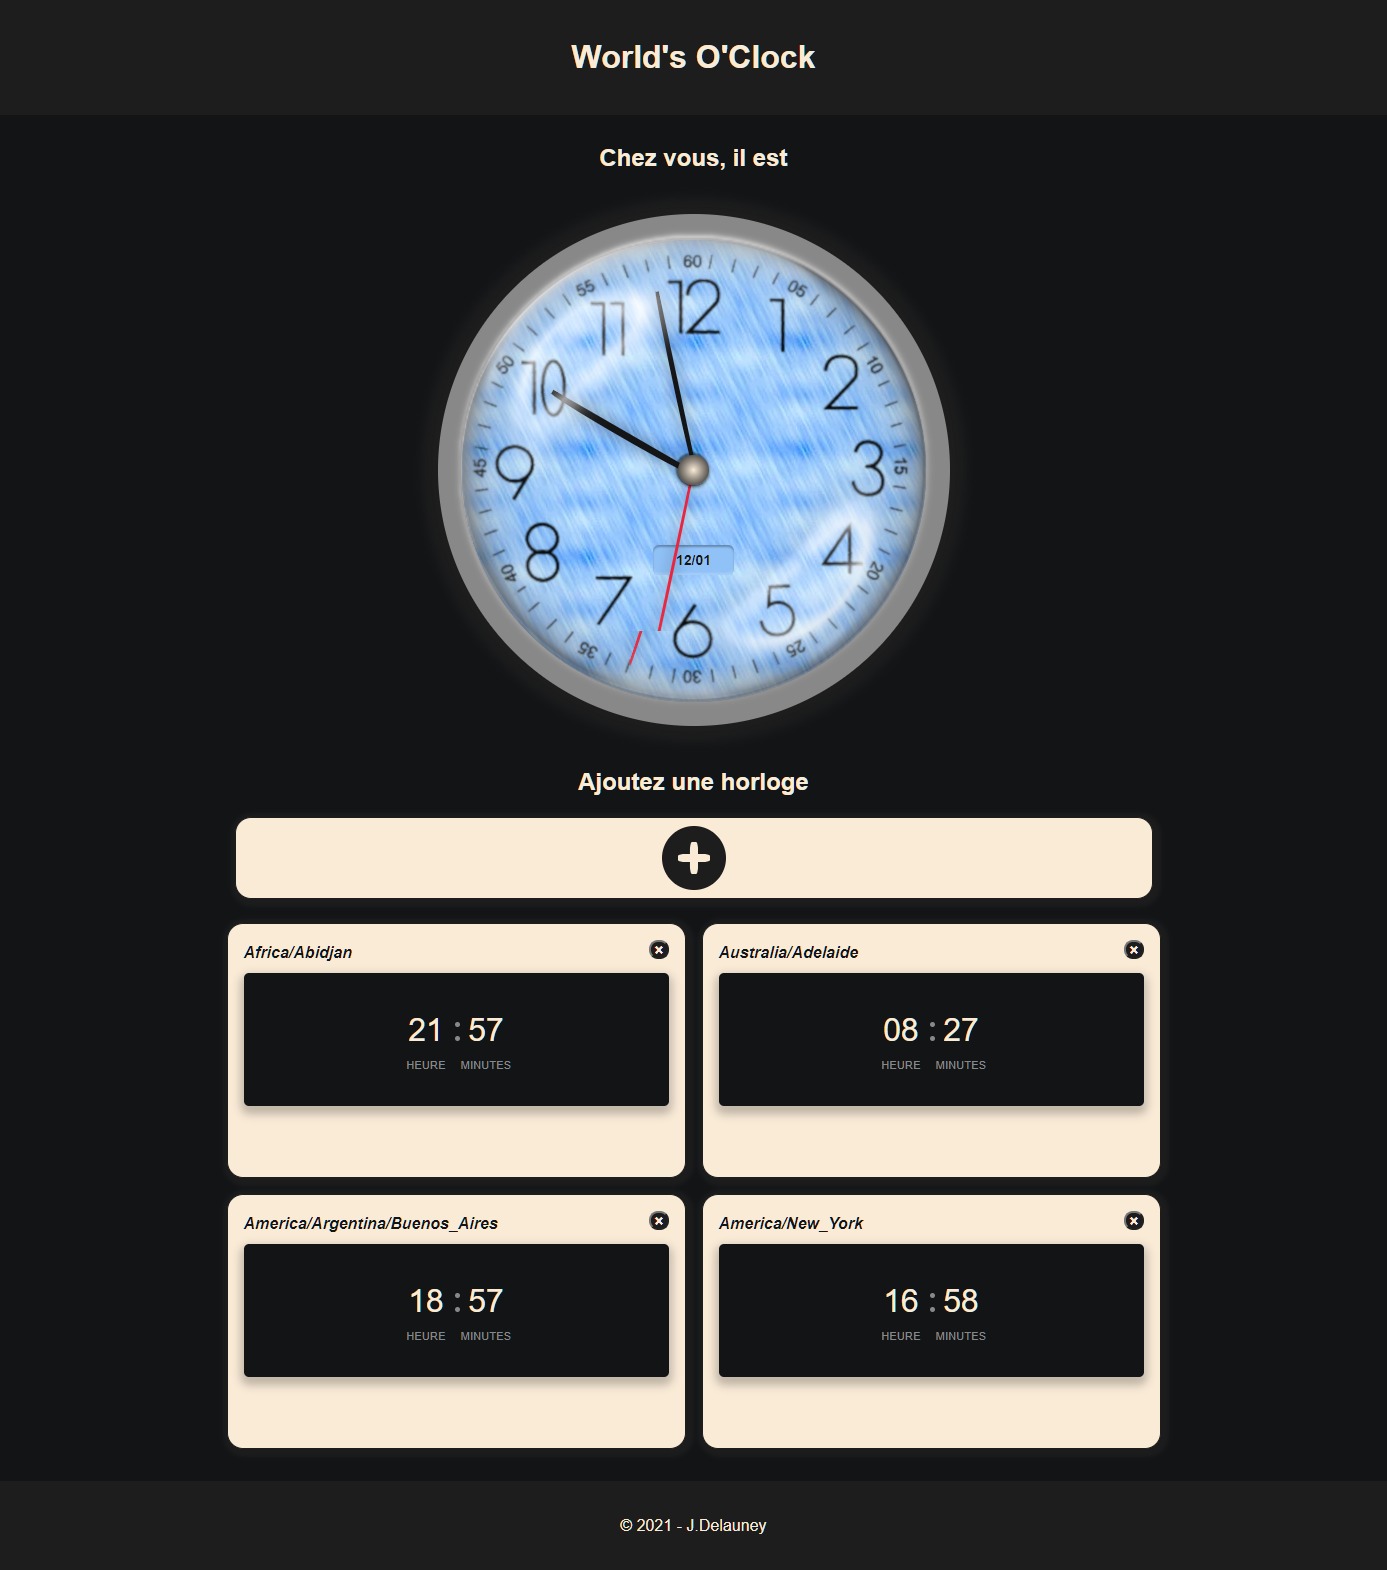 World's O'Clock
Chez vous, il est
60
55
05
12
11
1
50
10
10
2
45
9
3
15
8
4
40
20
12/01
7
5
6
35
25
30
Ajoutez une horloge
Africa/Abidjan
21 : 57
HEURE MINUTES
Australia/Adelaide
08 : 27
HEURE MINUTES
America/Argentina/Buenos_Aires
18 : 57
HEURE MINUTES
America/New_York
16 : 58
HEURE MINUTES
© 2021 - J.Delauney